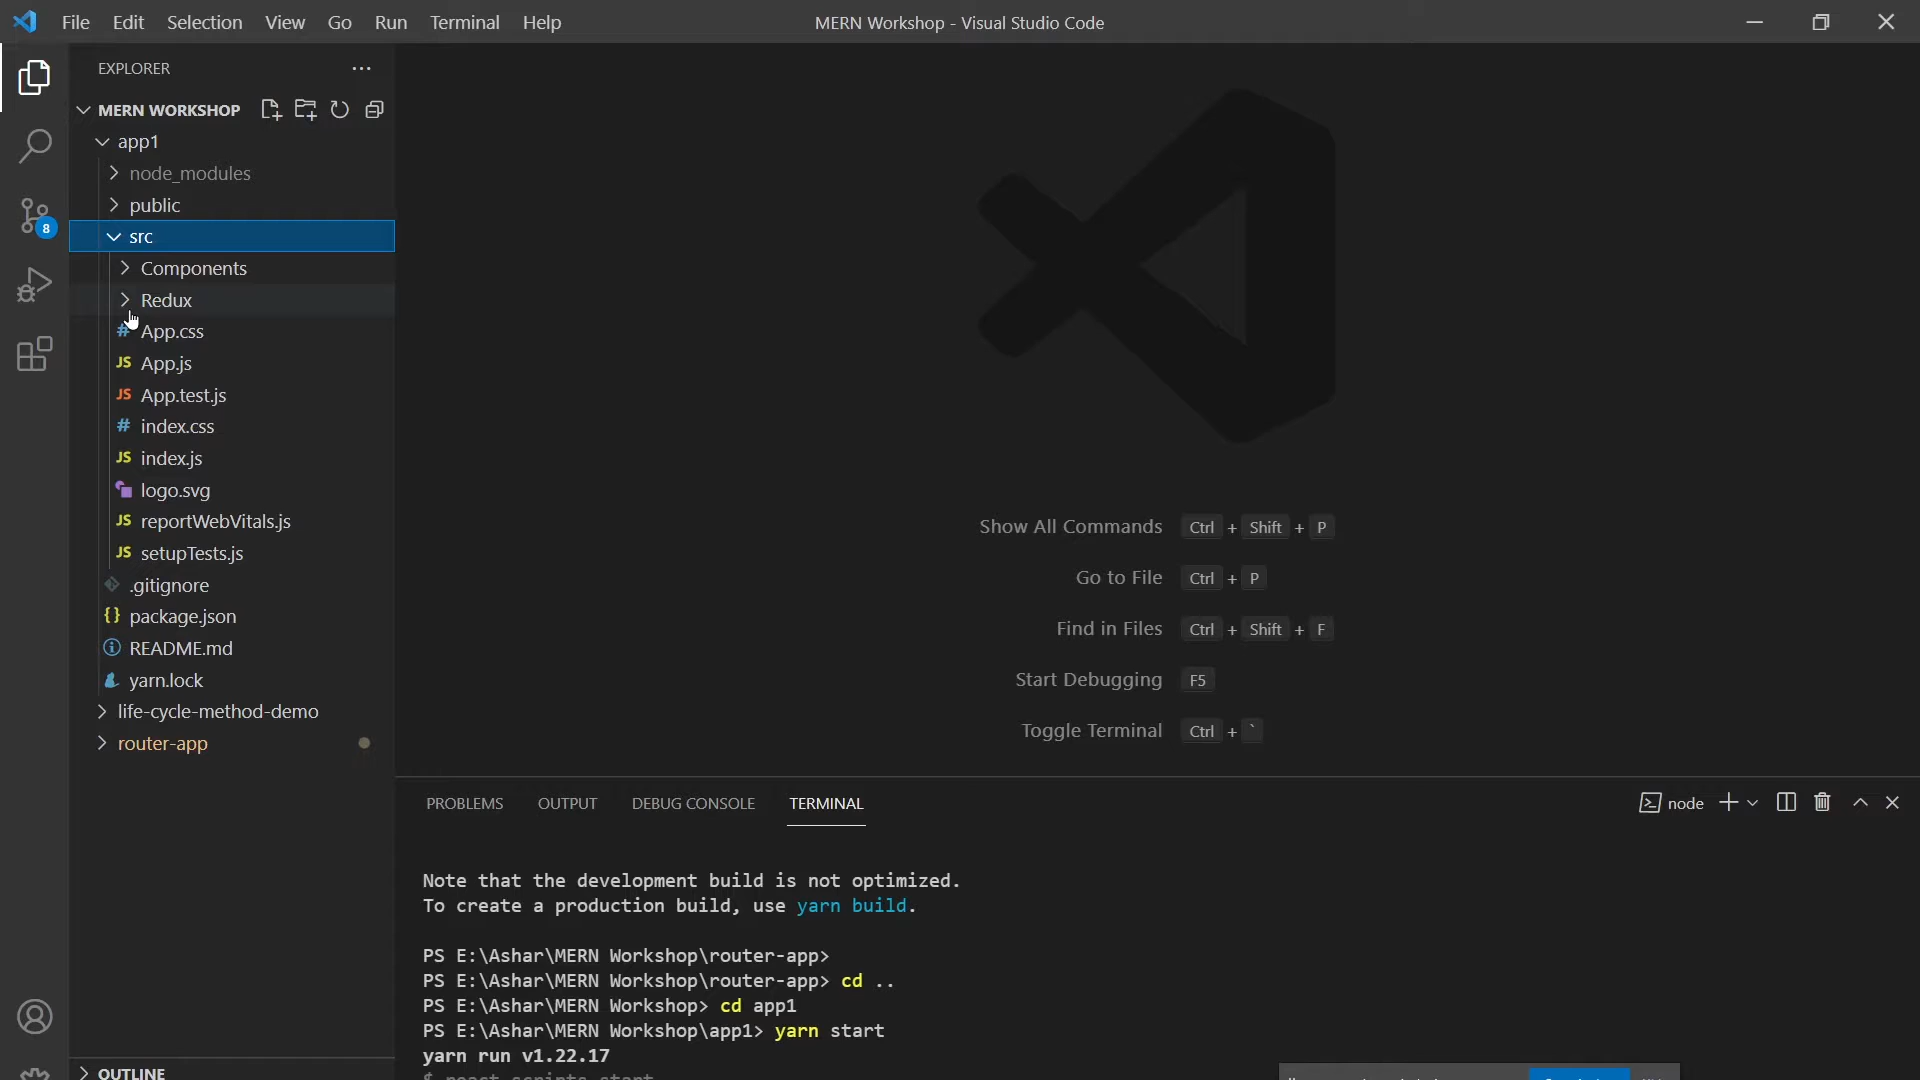 File Edit Selection View Go Run Terminal Help
MERN Workshop - Visual Studio Code
EXPLORER
MERN WORKSHOP
app1
node_modules
public
src
Components
Redux
# App.css
JS App.js
JS App.test.js
# index.css
JS index.js
logo.svg
JS reportWebVitals.js
JS setupTests.js
.gitignore
{} package.json
README.md
yarn.lock
life-cycle-method-demo
router-app
OUTLINE
8
Show All Commands Ctrl + Shift + P
Go to File Ctrl + P
Find in Files Ctrl + Shift + F
Start Debugging F5
Toggle Terminal Ctrl + `
PROBLEMS OUTPUT DEBUG CONSOLE TERMINAL
node
Note that the development build is not optimized.
To create a production build, use yarn build.
PS E:\Ashar\MERN Workshop\router-app>
PS E:\Ashar\MERN Workshop\router-app> cd ..
PS E:\Ashar\MERN Workshop> cd app1
PS E:\Ashar\MERN Workshop\app1> yarn start
yarn run v1.22.17
$ react-scripts start